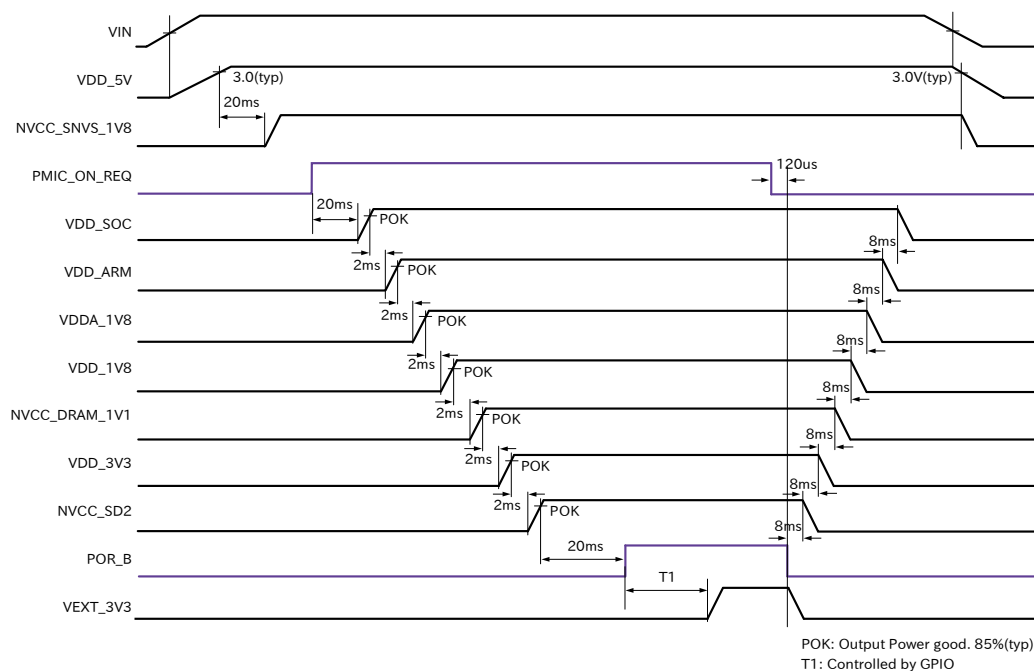 VIN
VDD_5V
3.0(typ)
3.0V(typ)
20ms
NVCC_SNVS_1V8
PMIC_ON_REQ
120us
20ms
VDD_SOC
POK
8ms
2ms
VDD_ARM
POK
8ms
2ms
VDDA_1V8
POK
8ms
2ms
VDD_1V8
POK
8ms
2ms
NVCC_DRAM_1V1
POK
8ms
2ms
VDD_3V3
POK
8ms
2ms
NVCC_SD2
POK
8ms
20ms
POR_B
T1
VEXT_3V3
POK: Output Power good. 85%(typ)
T1: Controlled by GPIO